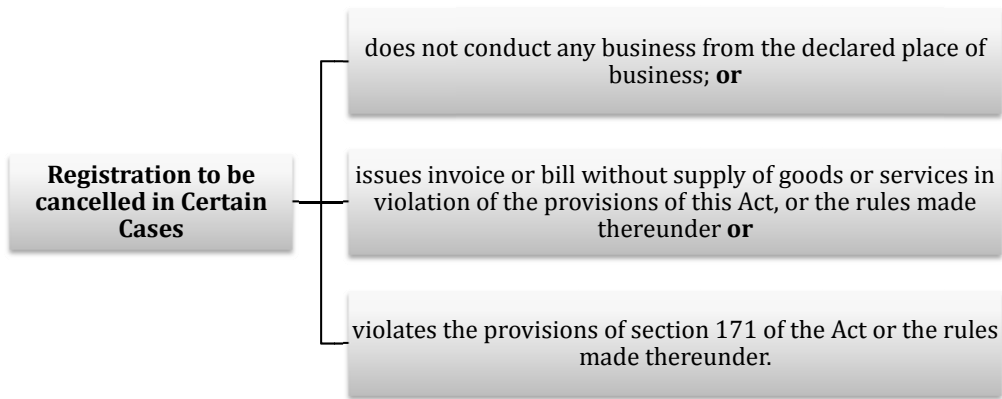 does not conduct any business from the declared place of
business; or
Registration to be
cancelled in Certain
Cases
issues invoice or bill without supply of goods or services in
violation of the provisions of this Act, or the rules made
thereunder or
violates the provisions of section 171 of the Act or the rules
made thereunder.